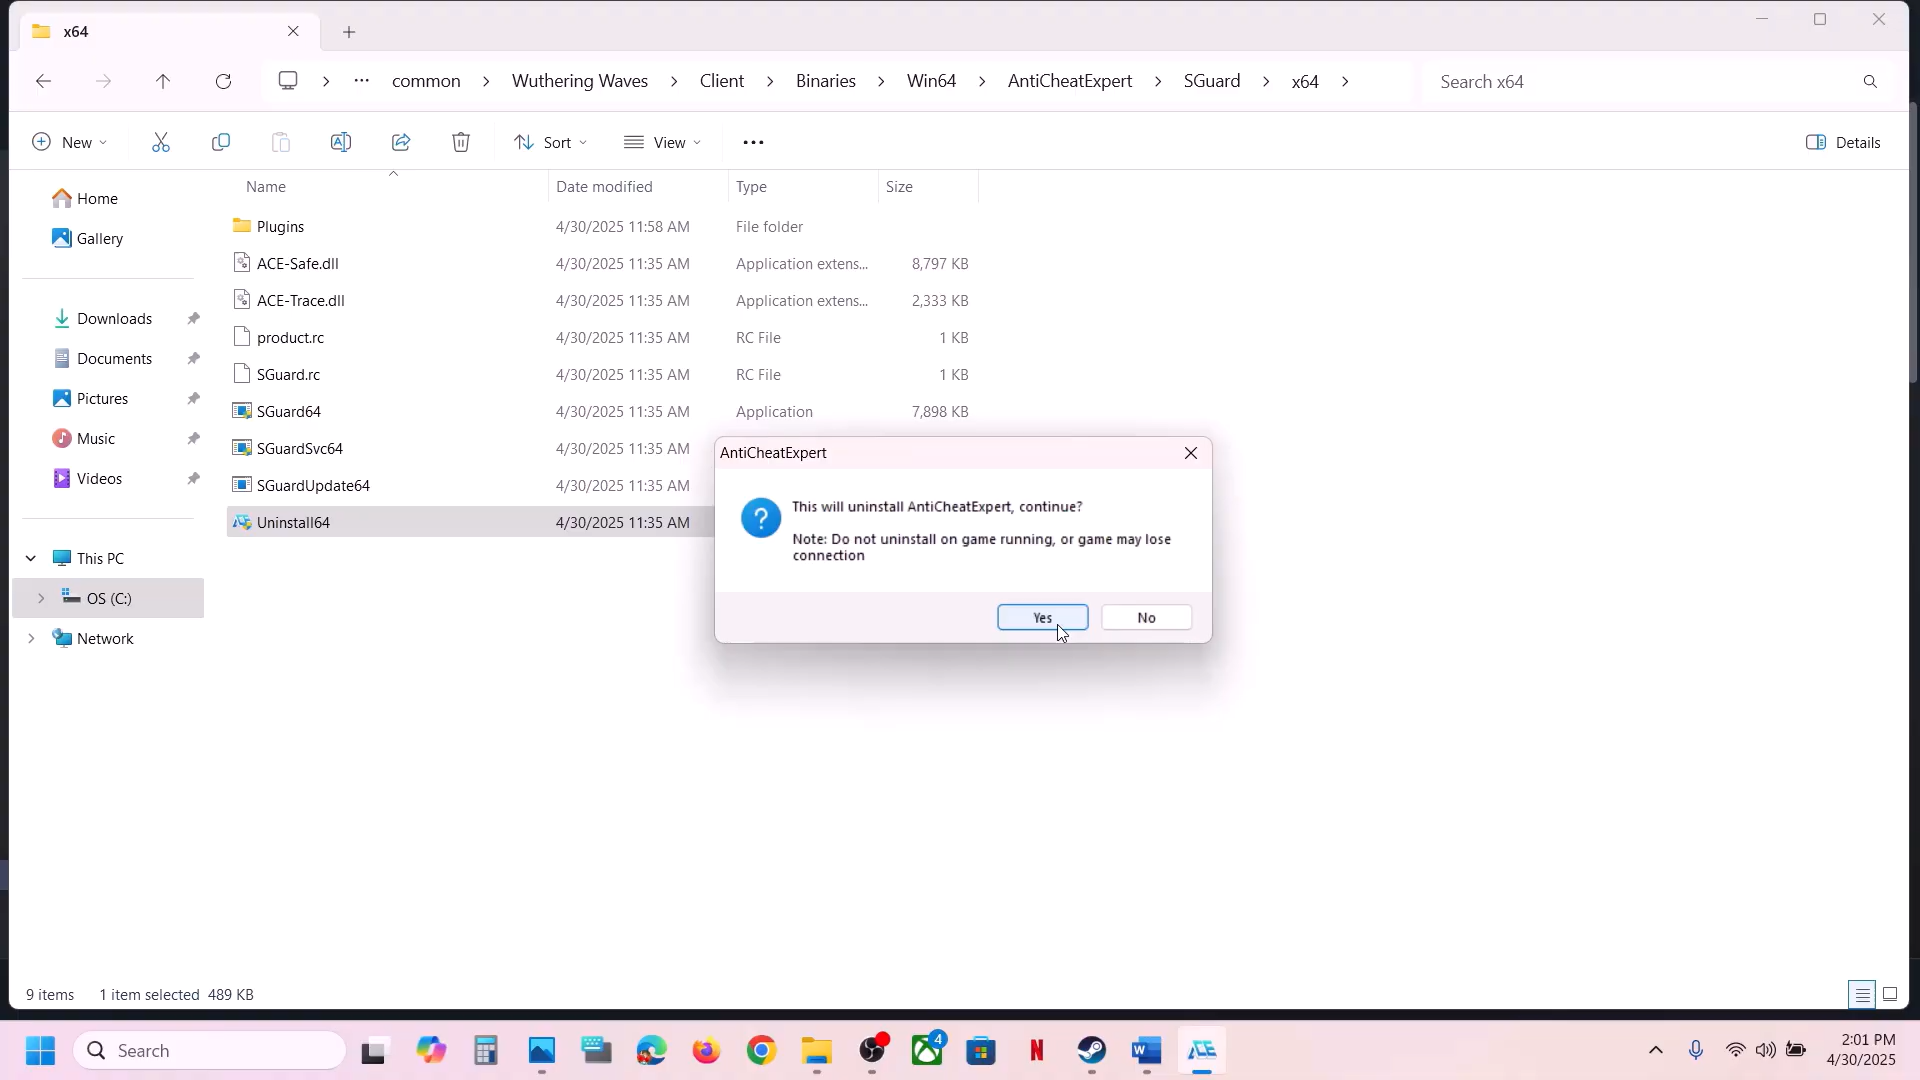 x64
common
Wuthering Waves
Client
Binaries
Win64
AntiCheatExpert
SGuard
x64
Search x64
New
Sort
View
Details
Name
Date modified
Type
Size
Home
Gallery
Downloads
Documents
Pictures
Music
Videos
This PC
OS (C:)
Network
Plugins 4/30/2025 11:58 AM File folder
ACE-Safe.dll 4/30/2025 11:35 AM Application extens... 8,797 KB
ACE-Trace.dll 4/30/2025 11:35 AM Application extens... 2,333 KB
product.rc 4/30/2025 11:35 AM RC File 1 KB
SGuard.rc 4/30/2025 11:35 AM RC File 1 KB
SGuard64 4/30/2025 11:35 AM Application 7,898 KB
SGuardSvc64 4/30/2025 11:35 AM
SGuardUpdate64 4/30/2025 11:35 AM
Uninstall64 4/30/2025 11:35 AM
AntiCheatExpert
This will uninstall AntiCheatExpert, continue?
Note: Do not uninstall on game running, or game may lose
connection
Yes
No
9 items
1 item selected 489 KB
Search
4
2:01 PM
4/30/2025